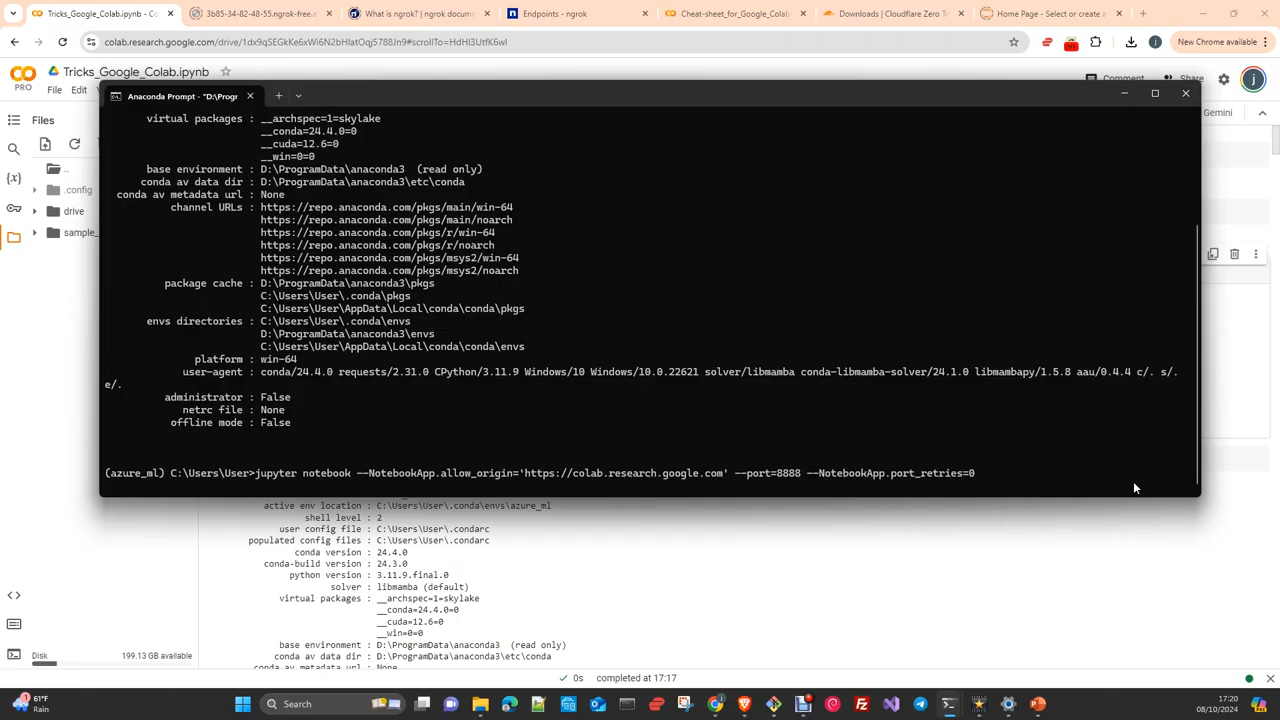 Tricks_Google_Colab.ipynb - Co
3b85-34-82-48-55.ngrok-free.a
What is ngrok? | ngrok docume
Endpoints - ngrok
Cheat-sheet_for_Google_Colab
Downloads | Cloudflare Zero T
Home Page - Select or create a
colab.research.google.com/drive/1dx9qSEgKke6xWi6N2bHIatOqj5788Jn9#scrollTo=HdHl3UtfK6wI
New Chrome available
PRO
Tricks_Google_Colab.ipynb
Comment
Share
File
Edit
Gemini
Files
..
.config
drive
sample_
Anaconda Prompt - "D:\Progr
virtual packages : __archspec=1=skylake
__conda=24.4.0=0
__cuda=12.6=0
__win=0=0
base environment : D:\ProgramData\anaconda3 (read only)
conda av data dir : D:\ProgramData\anaconda3\etc\conda
conda av metadata url : None
channel URLs : https://repo.anaconda.com/pkgs/main/win-64
https://repo.anaconda.com/pkgs/main/noarch
https://repo.anaconda.com/pkgs/r/win-64
https://repo.anaconda.com/pkgs/r/noarch
https://repo.anaconda.com/pkgs/msys2/win-64
https://repo.anaconda.com/pkgs/msys2/noarch
package cache : D:\ProgramData\anaconda3\pkgs
C:\Users\User\.conda\pkgs
C:\Users\User\AppData\Local\conda\conda\pkgs
envs directories : C:\Users\User\.conda\envs
D:\ProgramData\anaconda3\envs
C:\Users\User\AppData\Local\conda\conda\envs
platform : win-64
user-agent : conda/24.4.0 requests/2.31.0 CPython/3.11.9 Windows/10 Windows/10.0.22621 solver/libmamba conda-libmamba-solver/24.1.0 libmambapy/1.5.8 aau/0.4.4 c/. s/.
e/.
administrator : False
netrc file : None
offline mode : False
(azure_ml) C:\Users\User>jupyter notebook --NotebookApp.allow_origin='https://colab.research.google.com' --port=8888 --NotebookApp.port_retries=0
active env location : C:\Users\User\.conda\envs\azure_ml
shell level : 2
user config file : C:\Users\User\.condarc
populated config files : C:\Users\User\.condarc
conda version : 24.4.0
conda-build version : 24.3.0
python version : 3.11.9.final.0
solver : libmamba (default)
virtual packages : __archspec=1=skylake
__conda=24.4.0=0
__cuda=12.6=0
__win=0=0
base environment : D:\ProgramData\anaconda3 (read only)
conda av data dir : D:\ProgramData\anaconda3\etc\conda
conda av metadata url : None
Disk
199.13 GB available
0s
completed at 17:17
61°F
Rain
Search
17:20
08/10/2024